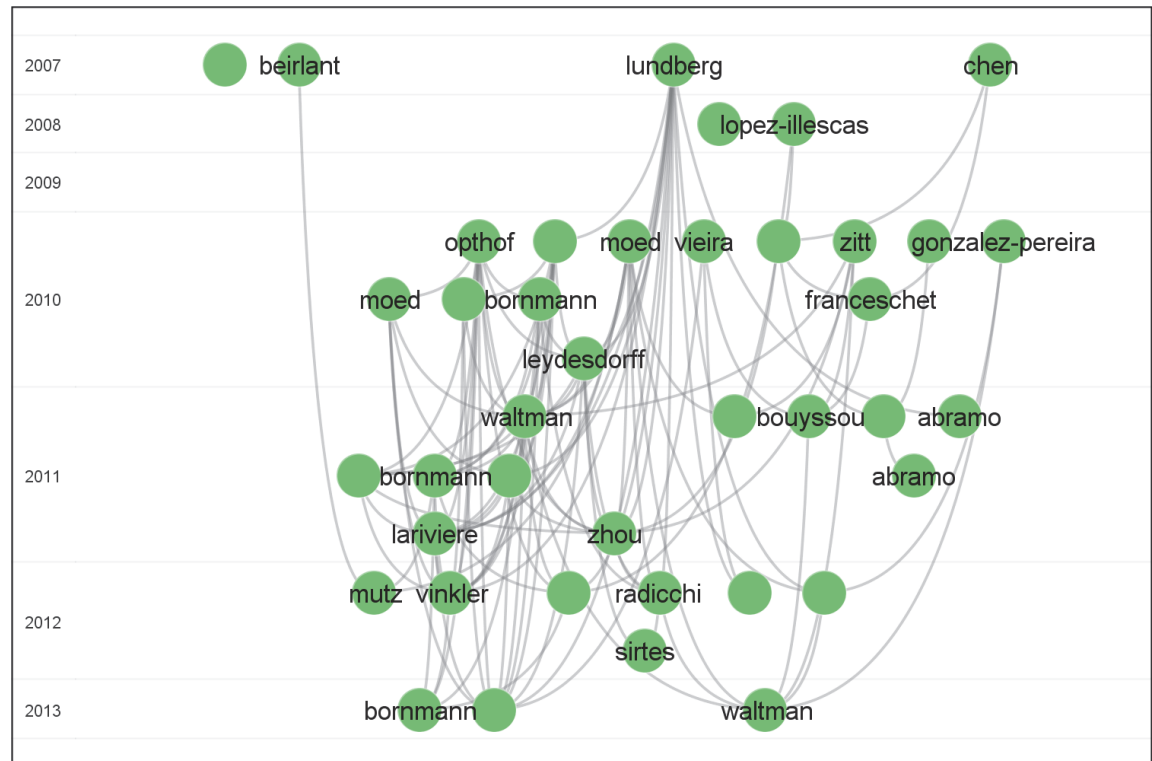 2007 beirlant lundberg chen
2008 lopez-illescas
2009
opthof moed vieira zitt gonzalez-pereira
2010 moed bornmann franceschet
leydesdorff
waltman bouyssou abramo
2011 bornmann abramo
lariviere zhou
mutz vinkler radicchi
2012
sirtes
2013 bornmann waltman